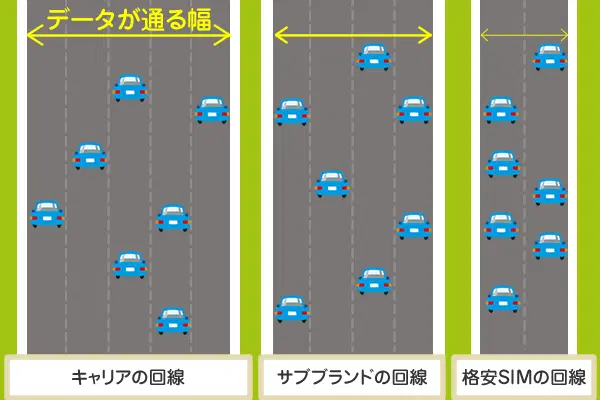 データが通る幅
キャリアの回線
サブブランドの回線
格安SIMの回線